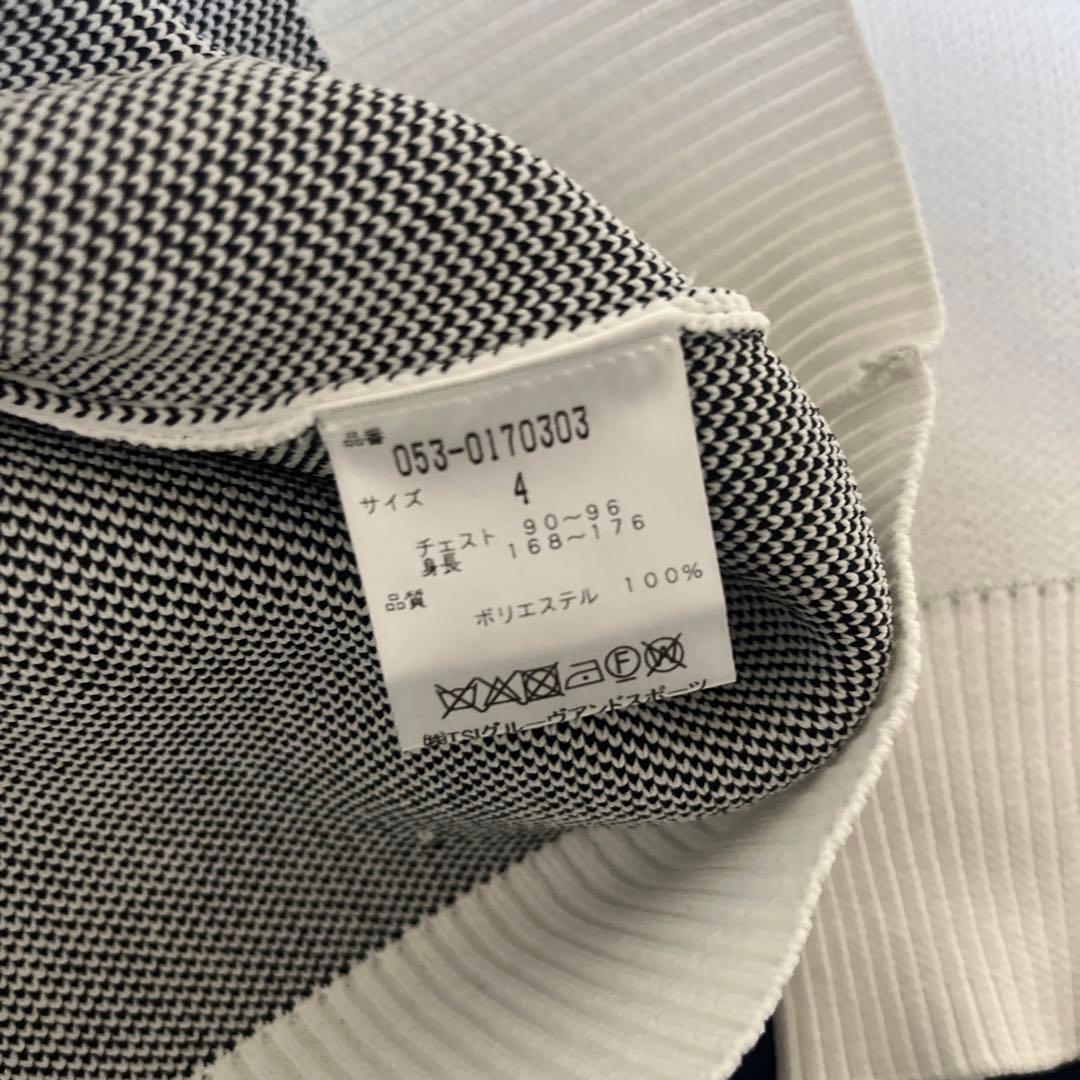 品番 053-0170303
サイズ 4
チェスト 90～96
身長 168～176
品質 ポリエステル 100%
㈱TSIグルーヴアンドスポーツ